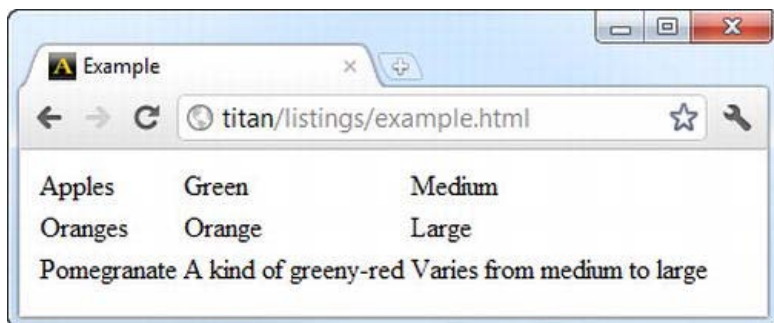 Example
titan/listings/example.html
Apples Green Medium
Oranges Orange Large
Pomegranate A kind of greeny-red Varies from medium to large